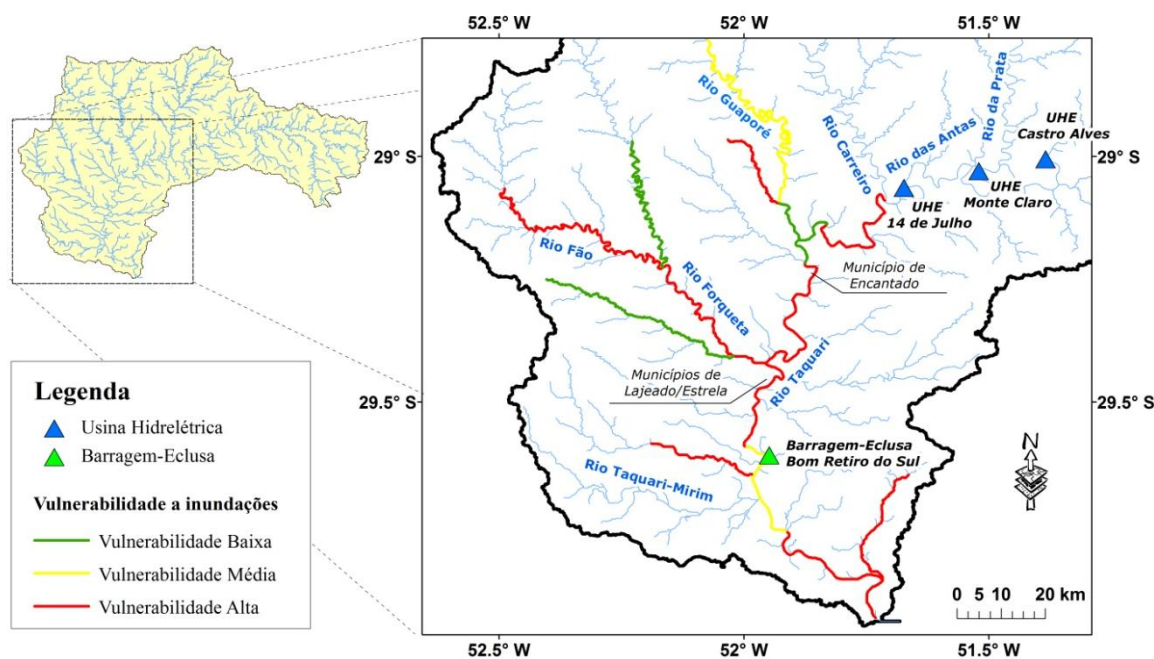 52.5° W
52° W
51.5° W
Rio Guaporé
Rio Carreiro
Rio das Antas
Rio da Prata
UHE
Castro Alves
29° S
UHE
Monte Claro
UHE
14 de Julho
Rio Fão
Rio Forqueta
Município de
Encantado
Municípios de
Lajeado/Estrela
Rio Taquari
29.5° S
29° S
29.5° S
Barragem-Eclusa
Bom Retiro do Sul
Rio Taquari-Mirim
N
0 5 10 20 km
52.5° W
52° W
51.5° W
Legenda
Usina Hidrelétrica
Barragem-Eclusa
Vulnerabilidade a inundações
Vulnerabilidade Baixa
Vulnerabilidade Média
Vulnerabilidade Alta